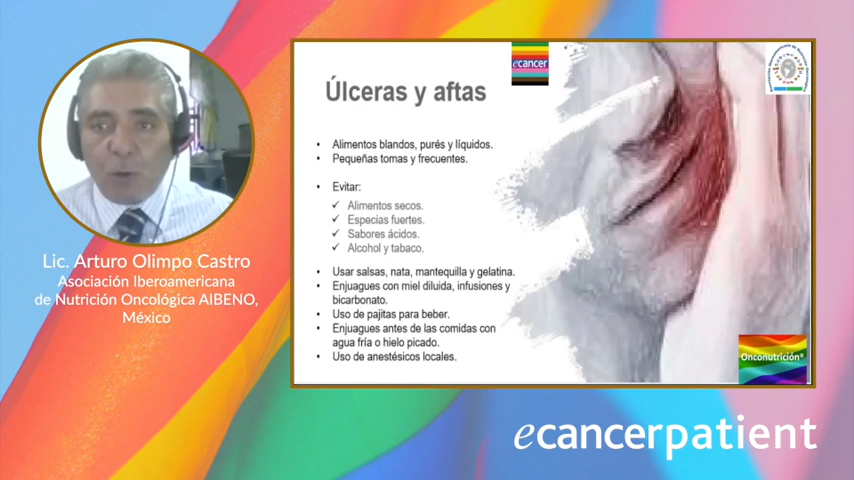 Lic. Arturo Olimpo Castro
Asociación Iberoamericana
de Nutrición Oncológica AIBENO,
México
ecancer
Úlceras y aftas
• Alimentos blandos, purés y líquidos.
• Pequeñas tomas y frecuentes.
• Evitar:
✓ Alimentos secos.
✓ Especias fuertes.
✓ Sabores ácidos.
✓ Alcohol y tabaco.
• Usar salsas, nata, mantequilla y gelatina.
• Enjuagues con miel diluida, infusiones y
bicarbonato.
• Uso de pajitas para beber.
• Enjuagues antes de las comidas con
agua fría o hielo picado.
• Uso de anestésicos locales.
Onconutrición®
ecancerpatient